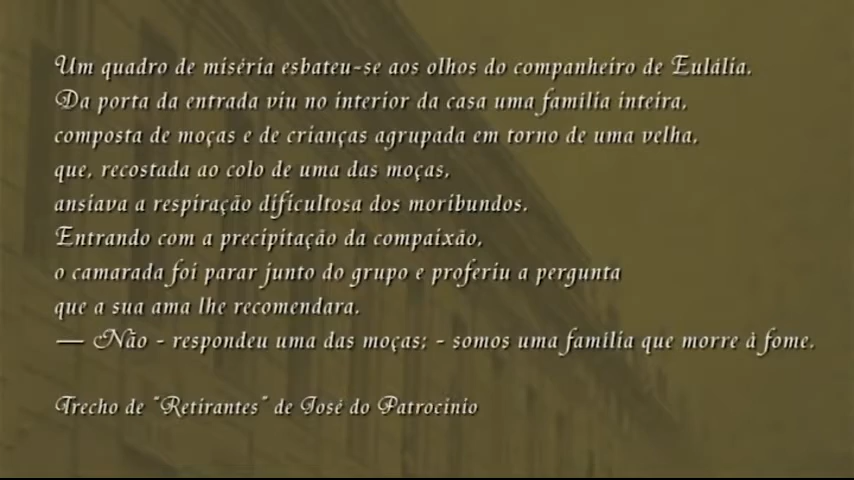 Um quadro de miséria esbateu-se aos olhos do companheiro de Eulália.
Da porta da entrada viu no interior da casa uma família inteira,
composta de moças e de crianças agrupada em torno de uma velha,
que, recostada ao colo de uma das moças,
ansiava a respiração dificultosa dos moribundos.
Entrando com a precipitação da compaixão,
o camarada foi parar junto do grupo e proferiu a pergunta
que a sua ama lhe recomendara.
— Não - respondeu uma das moças; - somos uma família que morre à fome.
Trecho de "Retirantes" de José do Patrocínio